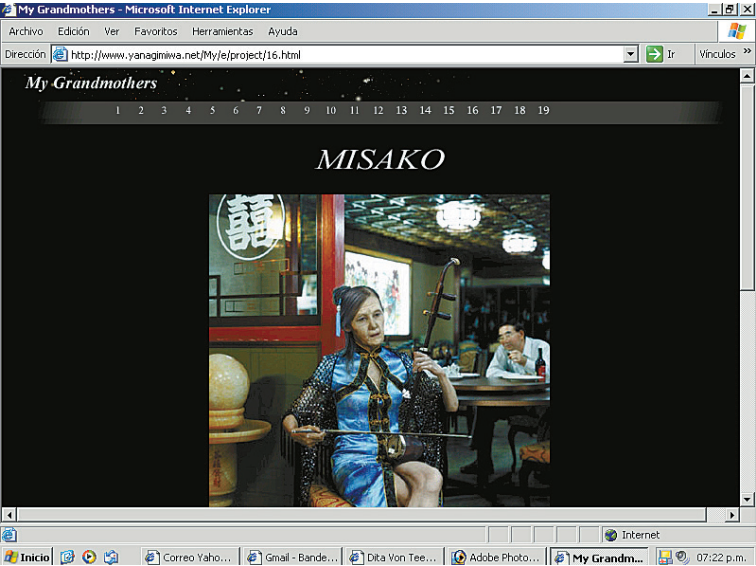 My Grandmothers - Microsoft Internet Explorer
Archivo Edición Ver Favoritos Herramientas Ayuda
Dirección http://www.yanagimiwa.net/My/e/project/16.html Ir Vínculos »
My Grandmothers
1 2 3 4 5 6 7 8 9 10 11 12 13 14 15 16 17 18 19
MISAKO
囍
Internet
Inicio Correo Yaho... Gmail - Bande... Dita Von Tee... Adobe Photo... My Grandm... 07:22 p.m.